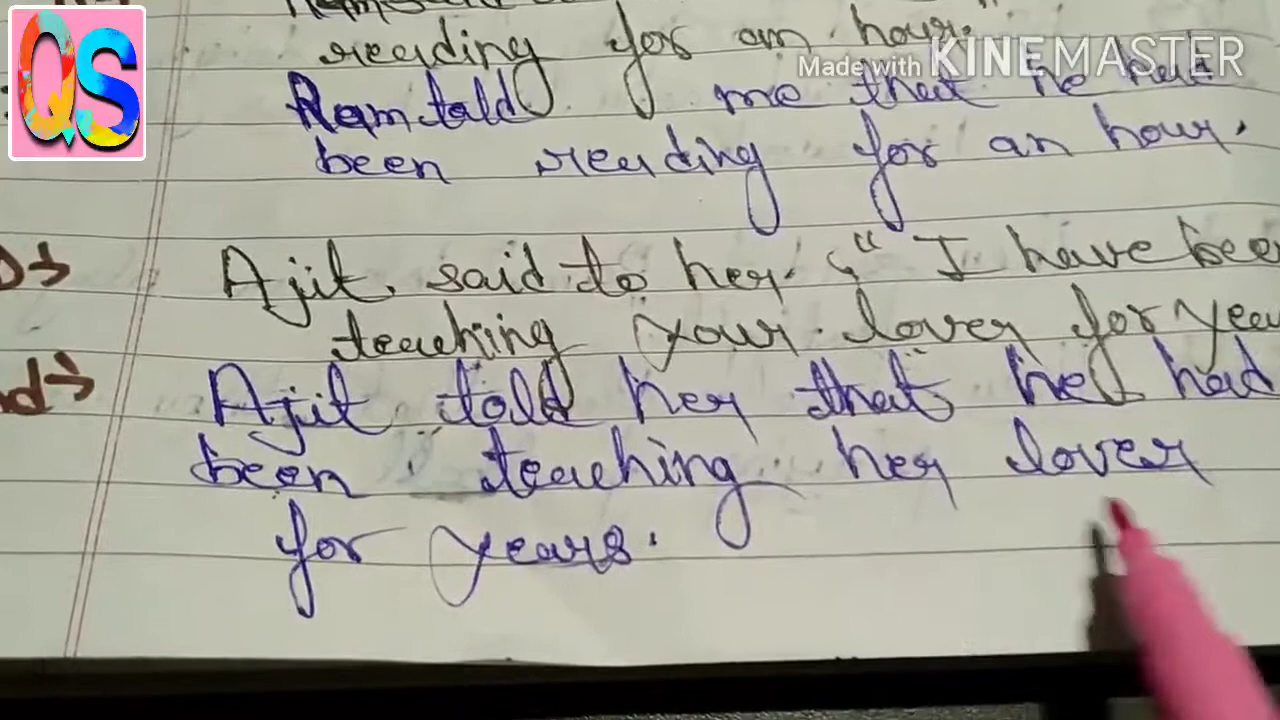 QS
Made with KINEMASTER
reading for an hour."
Ram told me that he had
been reading for an hour.
Ajit said to her, " I have bee
teaching your lover for yea
Ajit told her that he had
been teaching her lover
for years.